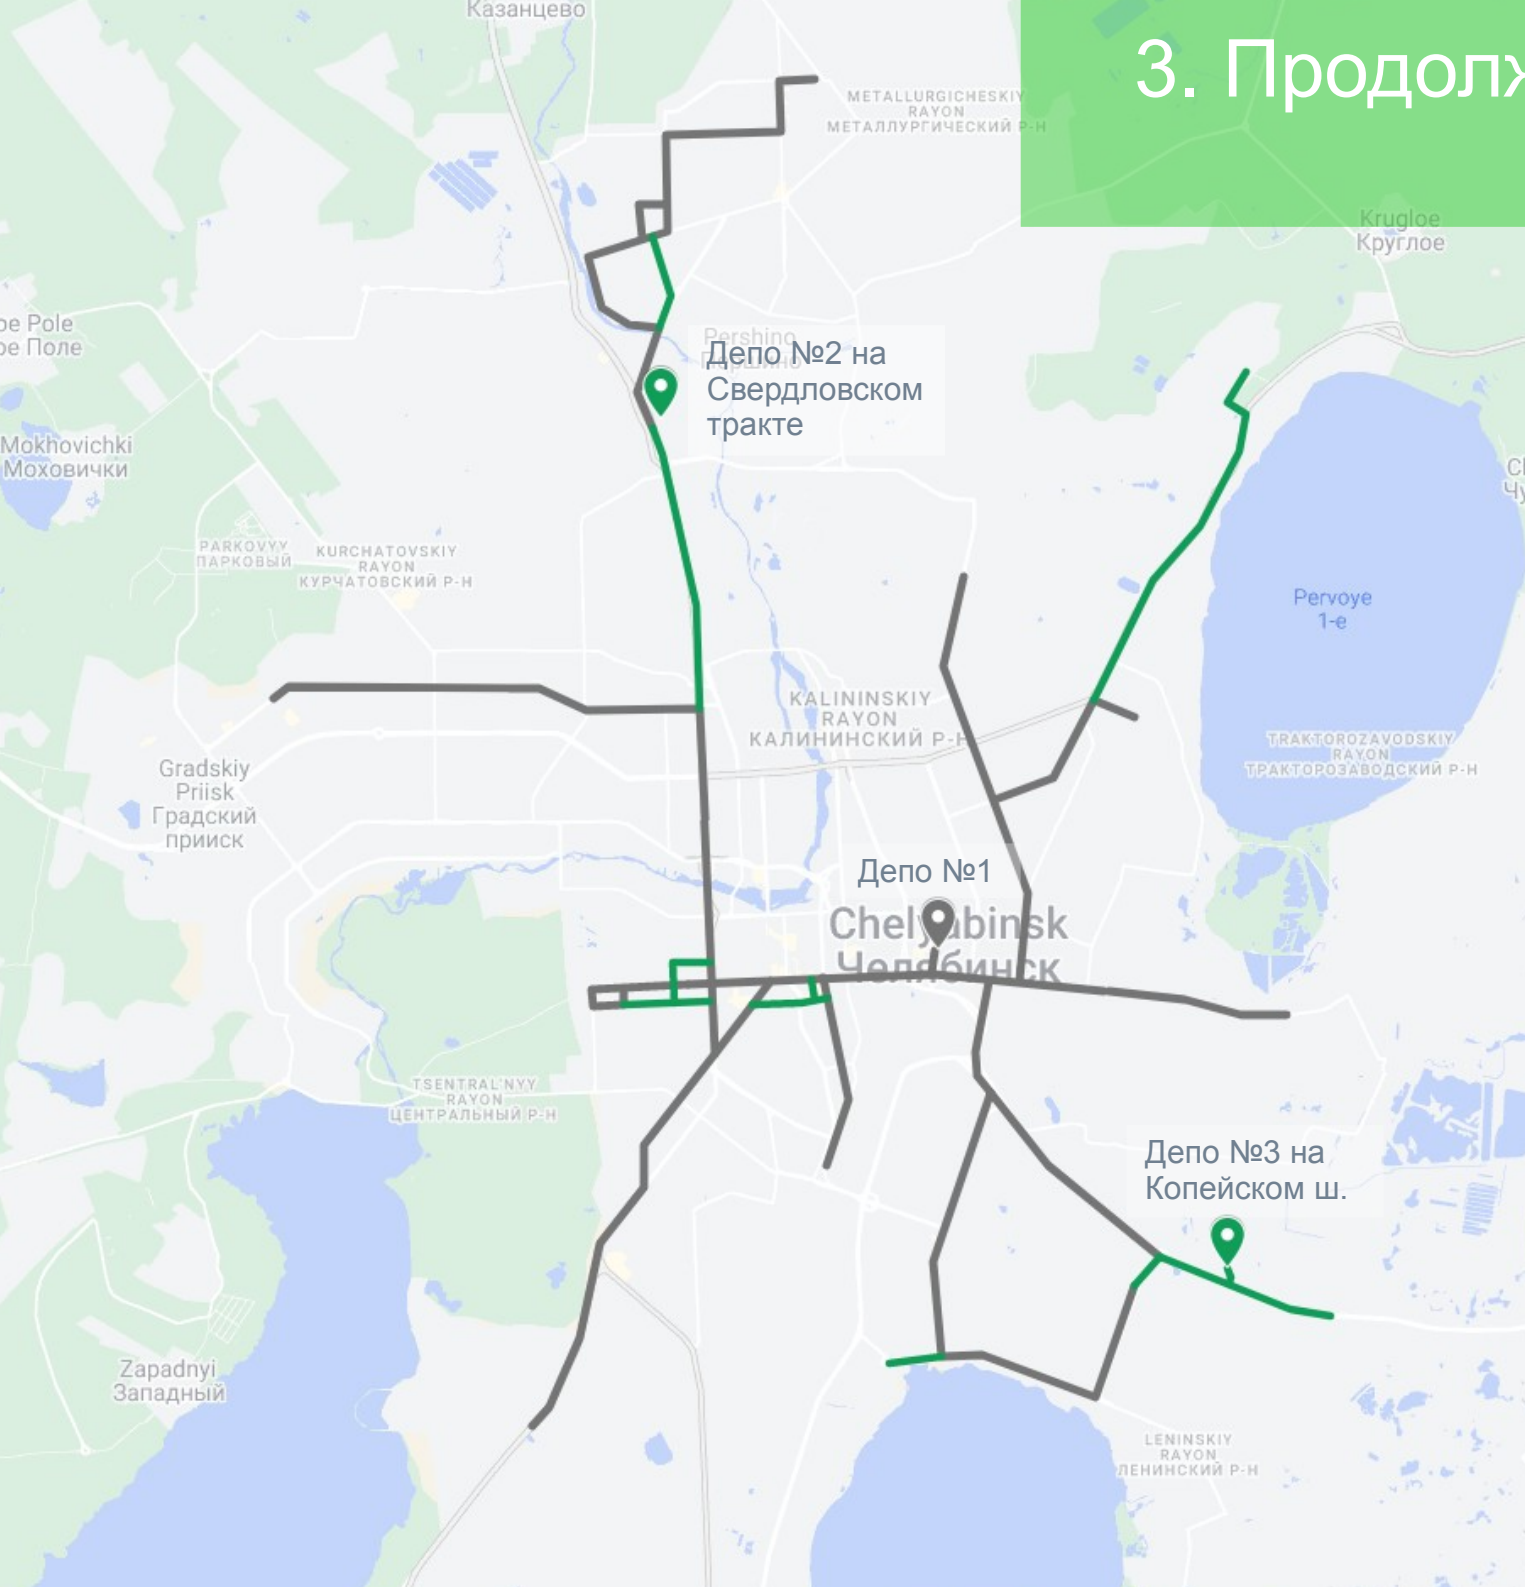 Казанцево
3. Продолж
METALLURGICHESKIY
RAYON
МЕТАЛЛУРГИЧЕСКИЙ Р-Н
Krugloe
Круглое
oe Pole
ое Поле
Pershino
Першино
Депо №2 на
Свердловском
тракте
Mokhovichki
Моховички
PARKOVYY
ПАРКОВЫЙ
KURCHATOVSKIY
RAYON
КУРЧАТОВСКИЙ Р-Н
Pervoye
1-е
KALININSKIY
RAYON
КАЛИНИНСКИЙ Р-Н
TRAKTOROZAVODSKIY
RAYON
ТРАКТОРОЗАВОДСКИЙ Р-Н
Gradskiy
Priisk
Градский
прииск
Депо №1
Chelyabinsk
Челябинск
TSENTRAL'NYY
RAYON
ЦЕНТРАЛЬНЫЙ Р-Н
Депо №3 на
Копейском ш.
Zapadnyi
Западный
LENINSKIY
RAYON
ЛЕНИНСКИЙ Р-Н